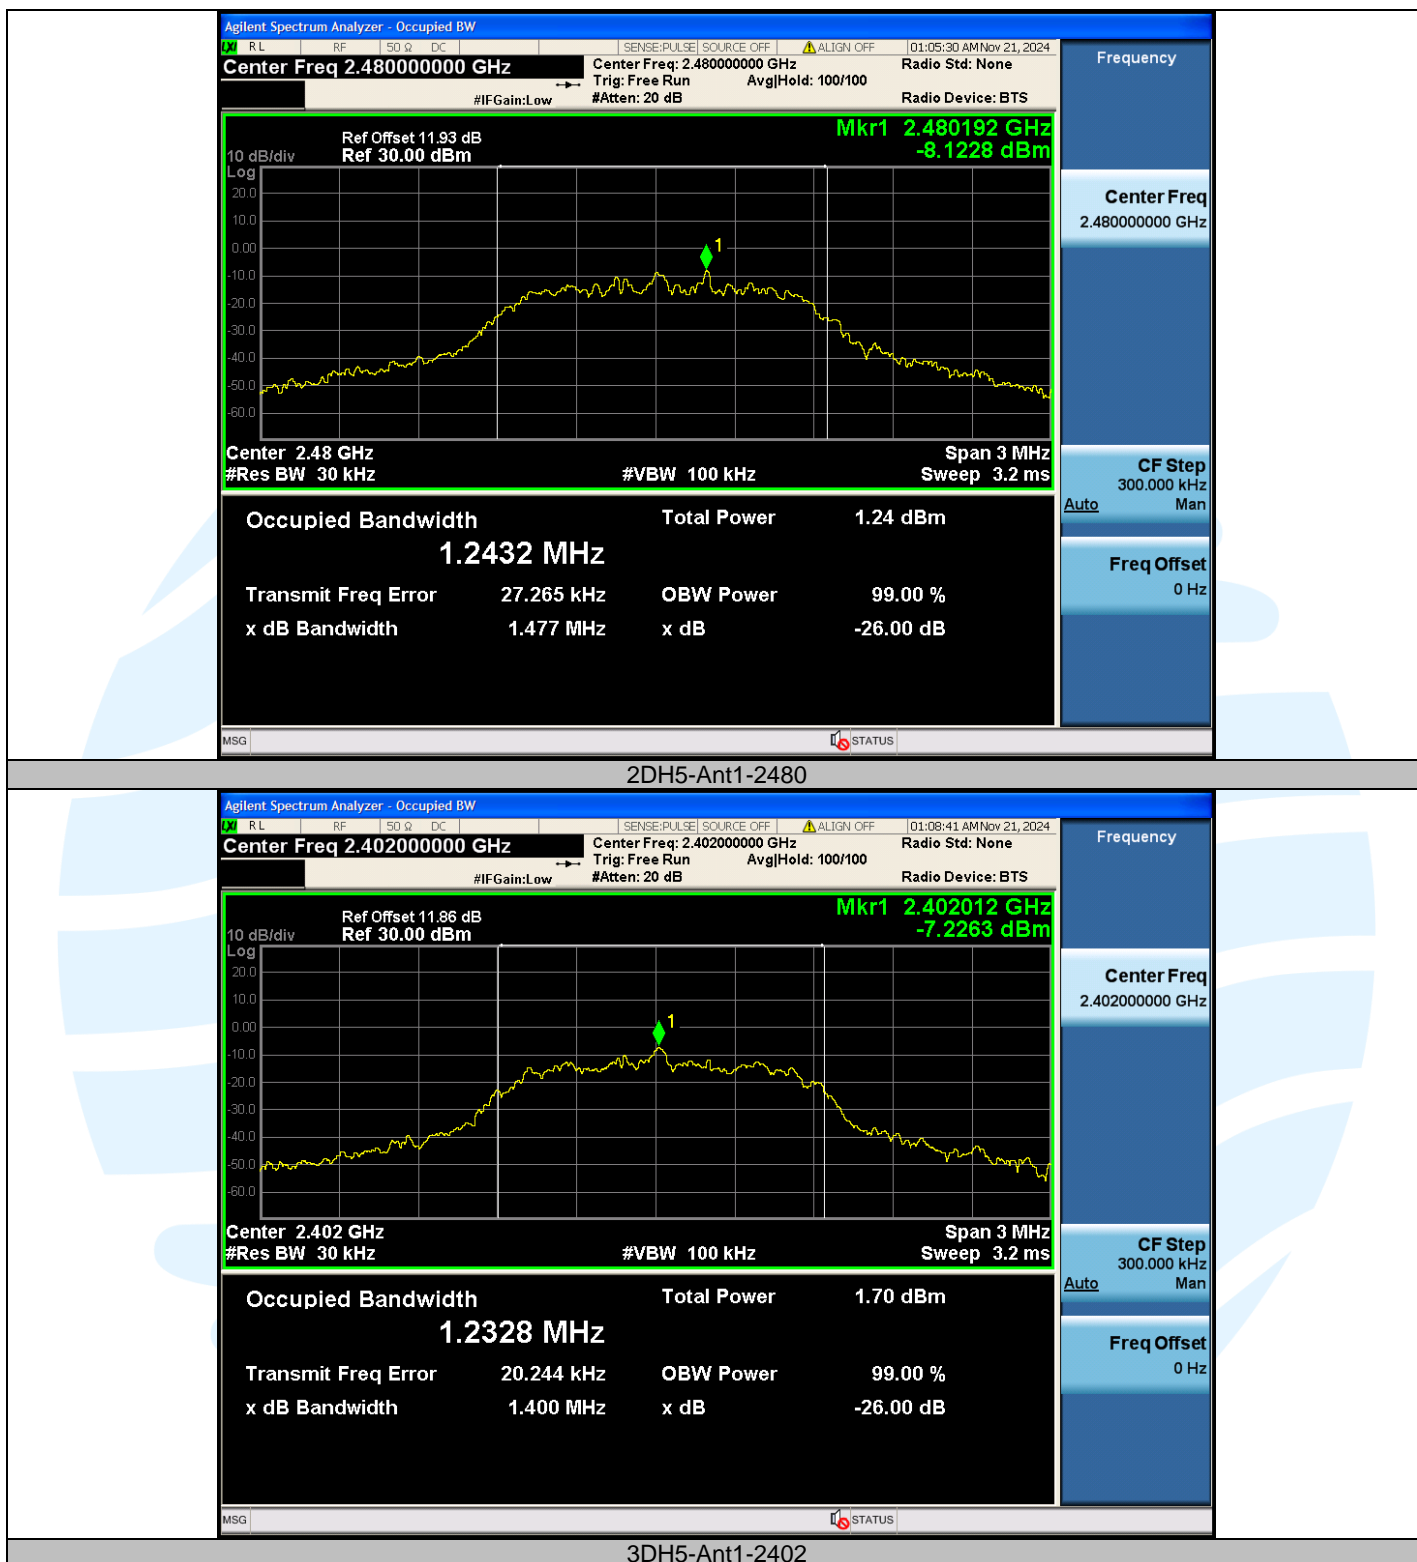 Agilent Spectrum Analyzer - Occupied BW
LXI RL RF 50 Ω DC SENSE:PULSE SOURCE OFF ALIGN OFF 01:05:30 AM Nov 21, 2024
Center Freq 2.480000000 GHz Center Freq: 2.480000000 GHz Radio Std: None
Trig: Free Run Avg|Hold: 100/100
#IFGain:Low #Atten: 20 dB Radio Device: BTS
Frequency
Mkr1 2.480192 GHz
Ref Offset 11.93 dB
-8.1228 dBm
10 dB/div Ref 30.00 dBm
Log
20.0
10.0
0.00
-10.0
-20.0
-30.0
-40.0
-50.0
-60.0
1
Center 2.48 GHz Span 3 MHz
#Res BW 30 kHz #VBW 100 kHz Sweep 3.2 ms
Center Freq
2.480000000 GHz
CF Step
300.000 kHz
Auto Man
Freq Offset
0 Hz
Occupied Bandwidth Total Power 1.24 dBm
1.2432 MHz
Transmit Freq Error 27.265 kHz OBW Power 99.00 %
x dB Bandwidth 1.477 MHz x dB -26.00 dB
MSG STATUS
2DH5-Ant1-2480
Agilent Spectrum Analyzer - Occupied BW
LXI RL RF 50 Ω DC SENSE:PULSE SOURCE OFF ALIGN OFF 01:08:41 AM Nov 21, 2024
Center Freq 2.402000000 GHz Center Freq: 2.402000000 GHz Radio Std: None
Trig: Free Run Avg|Hold: 100/100
#IFGain:Low #Atten: 20 dB Radio Device: BTS
Frequency
Mkr1 2.402012 GHz
Ref Offset 11.86 dB
-7.2263 dBm
10 dB/div Ref 30.00 dBm
Log
20.0
10.0
0.00
-10.0
-20.0
-30.0
-40.0
-50.0
-60.0
1
Center 2.402 GHz Span 3 MHz
#Res BW 30 kHz #VBW 100 kHz Sweep 3.2 ms
Center Freq
2.402000000 GHz
CF Step
300.000 kHz
Auto Man
Freq Offset
0 Hz
Occupied Bandwidth Total Power 1.70 dBm
1.2328 MHz
Transmit Freq Error 20.244 kHz OBW Power 99.00 %
x dB Bandwidth 1.400 MHz x dB -26.00 dB
MSG STATUS
3DH5-Ant1-2402